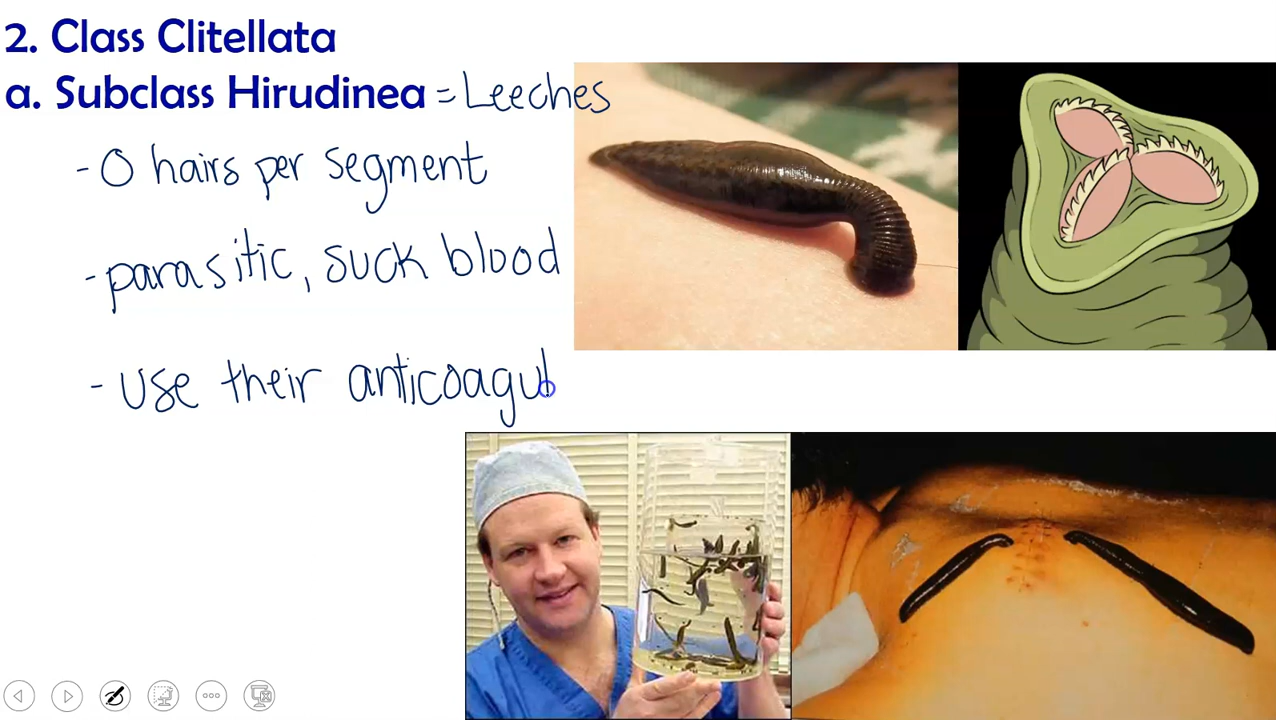 2. Class Clitellata
a. Subclass Hirudinea = Leeches
- 0 hairs per segment
- parasitic, suck blood
- use their anticoagul